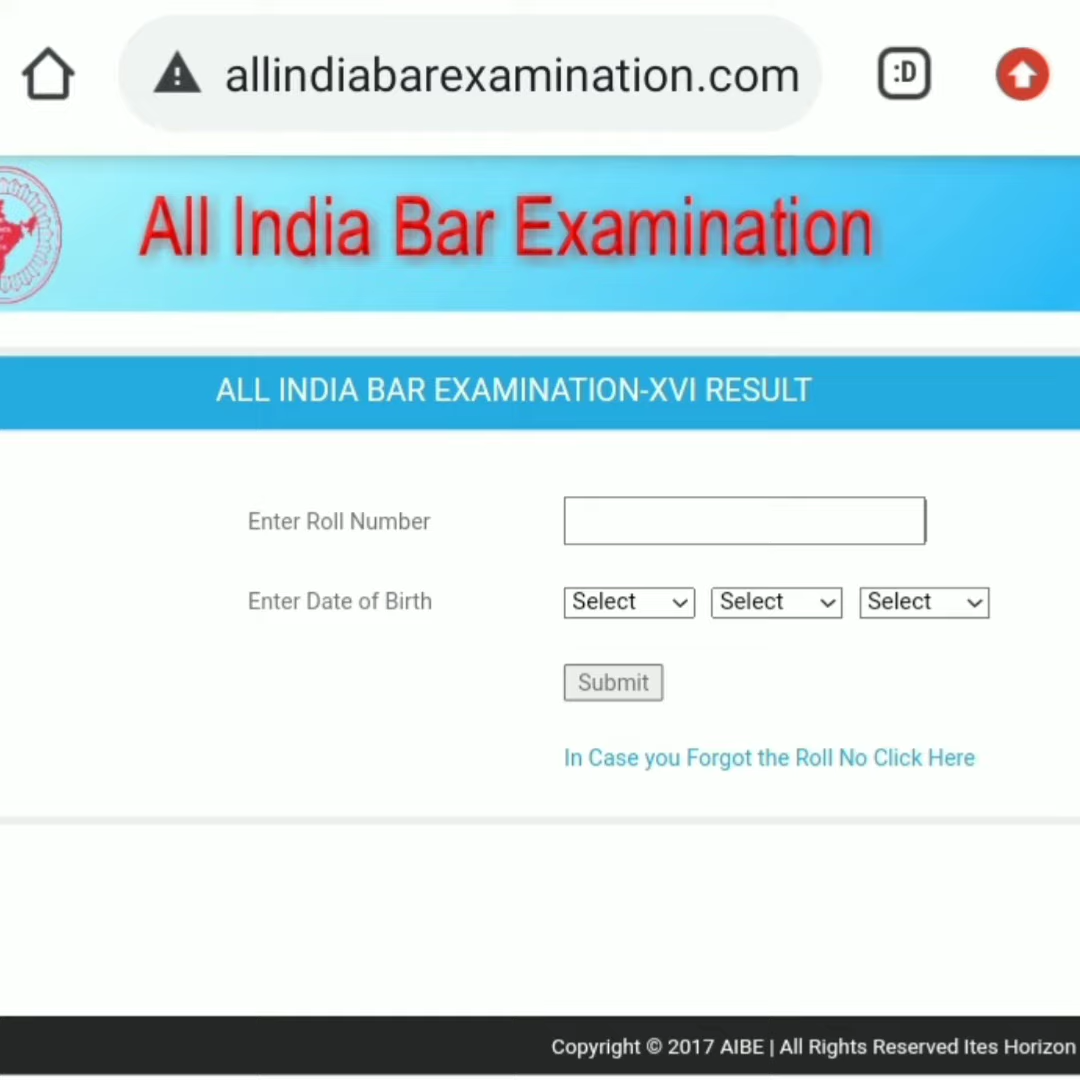 allindiabarexamination.com
:D
All India Bar Examination
ALL INDIA BAR EXAMINATION-XVI RESULT
Enter Roll Number
Enter Date of Birth Select Select Select
Submit
In Case you Forgot the Roll No Click Here
Copyright © 2017 AIBE | All Rights Reserved Ites Horizon